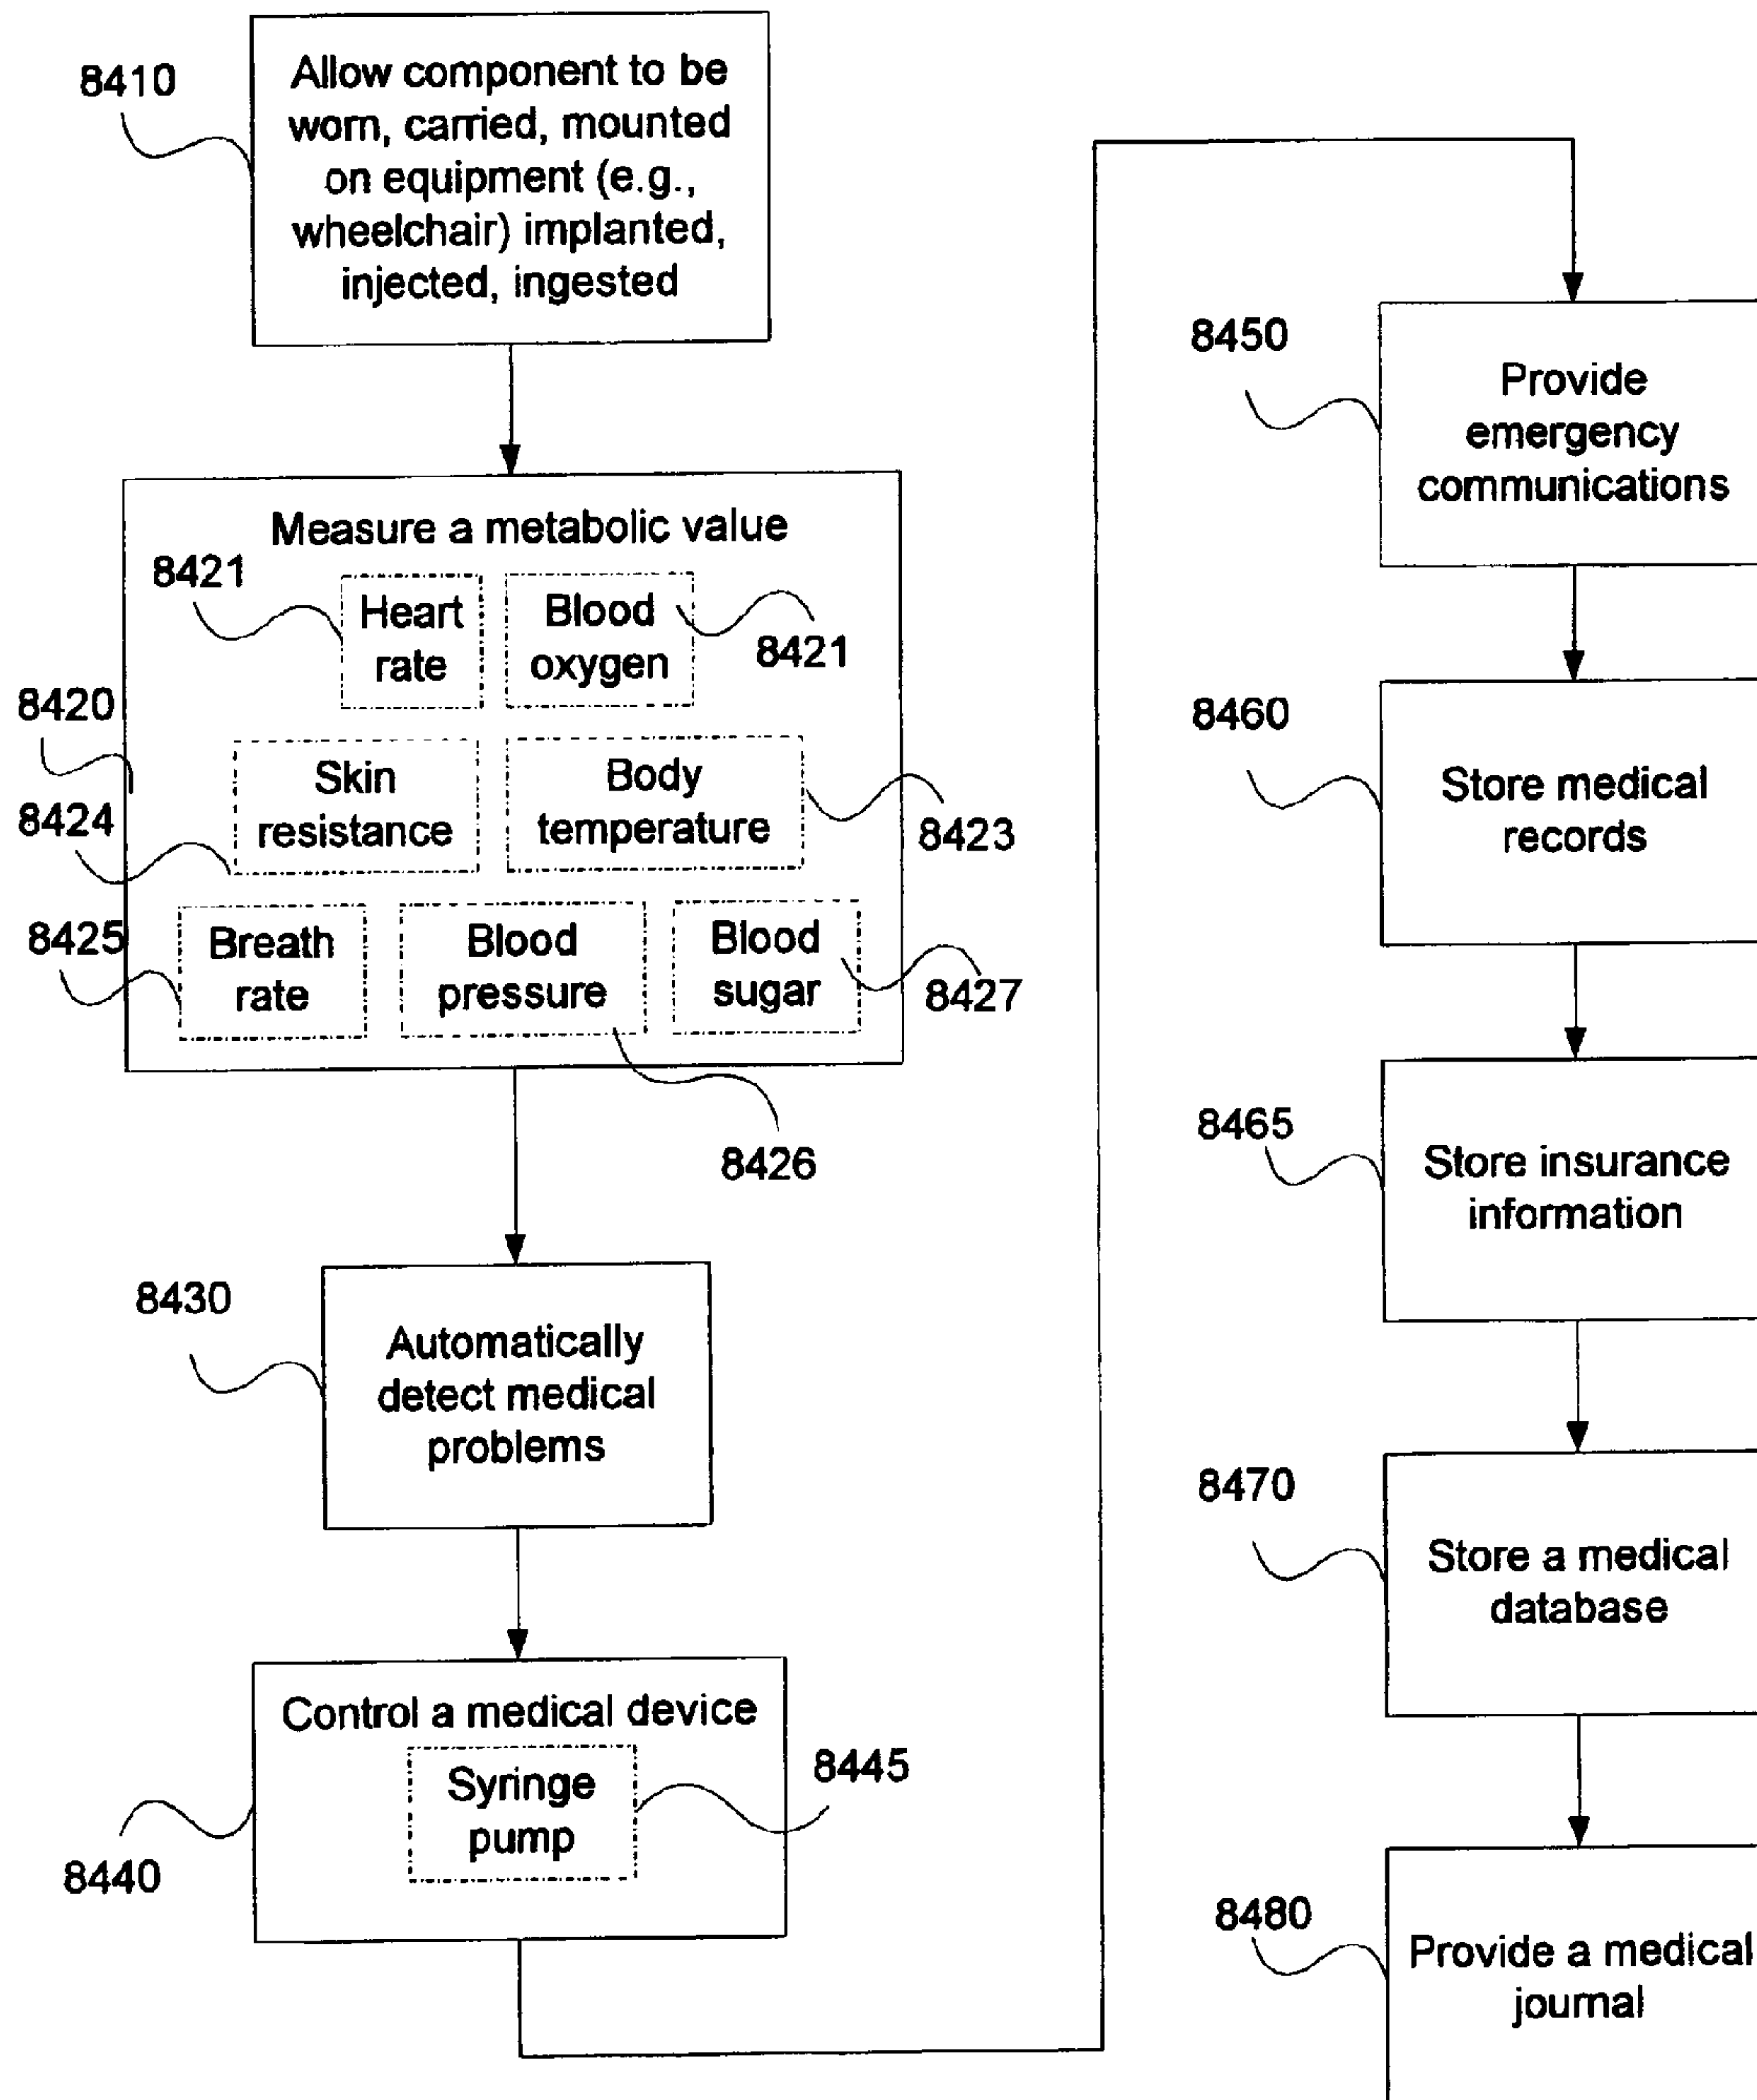 8410
Allow component to be
worn, carried, mounted
on equipment (e.g.,
wheelchair) implanted,
injected, ingested
8420
Measure a metabolic value
8421
Heart
rate
Blood
oxygen
8421
8424
Skin
resistance
Body
temperature
8423
8425
Breath
rate
Blood
pressure
8426
Blood
sugar
8427
8430
Automatically
detect medical
problems
8440
Control a medical device
Syringe
pump
8445
8450
Provide
emergency
communications
8460
Store medical
records
8465
Store insurance
information
8470
Store a medical
database
8480
Provide a medical
journal